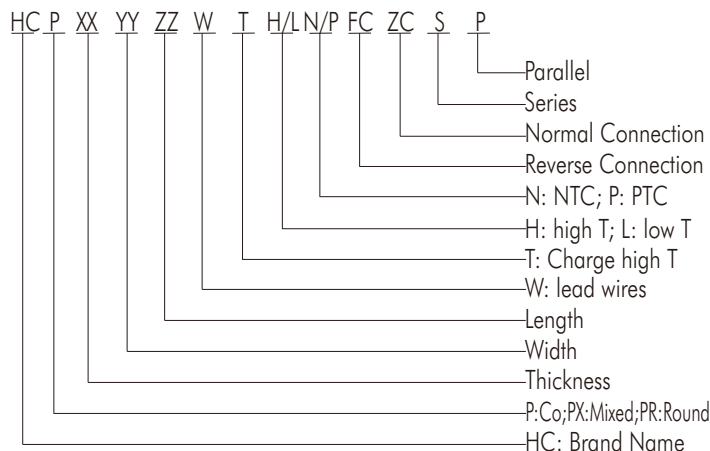 HC P XX YY ZZ W T H/L N/P FC ZC S P
Parallel
Series
Normal Connection
Reverse Connection
N: NTC; P: PTC
H: high T; L: low T
T: Charge high T
W: lead wires
Length
Width
Thickness
P:Co;PX:Mixed;PR:Round
HC: Brand Name